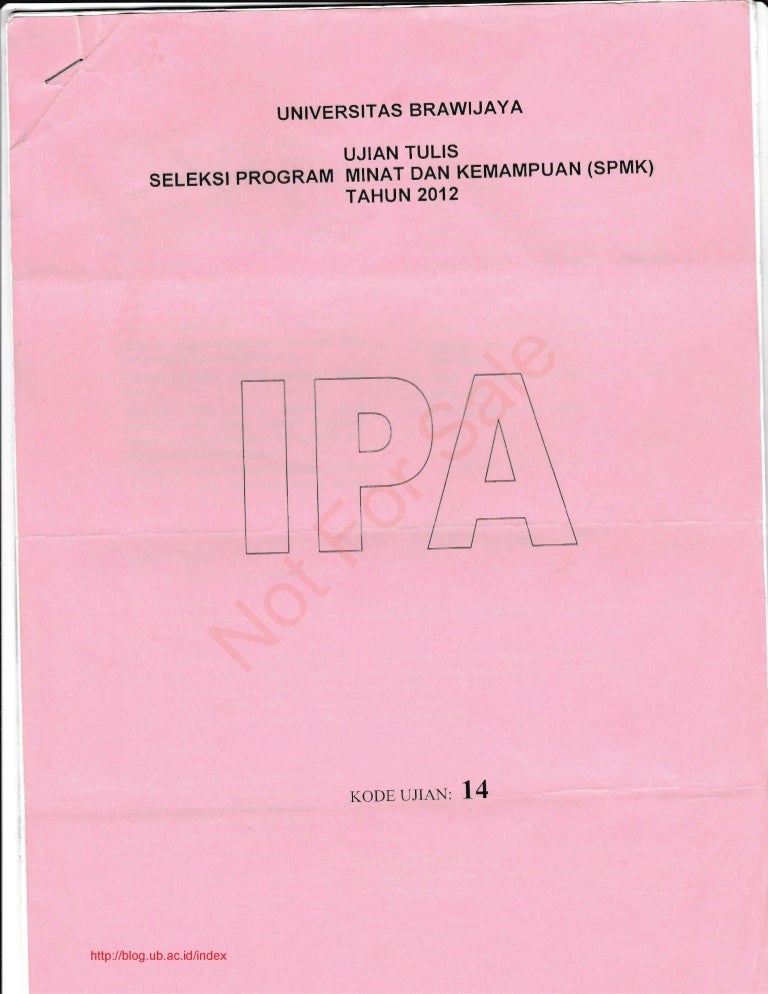 UNIVERSITAS BRAWIJAYA
UJIAN TULIS
SELEKSI PROGRAM MINAT DAN KEMAMPUAN (SPMK)
TAHUN 2012
IPA
Not For Sale
KODE UJIAN: 14
http://blog.ub.ac.id/index